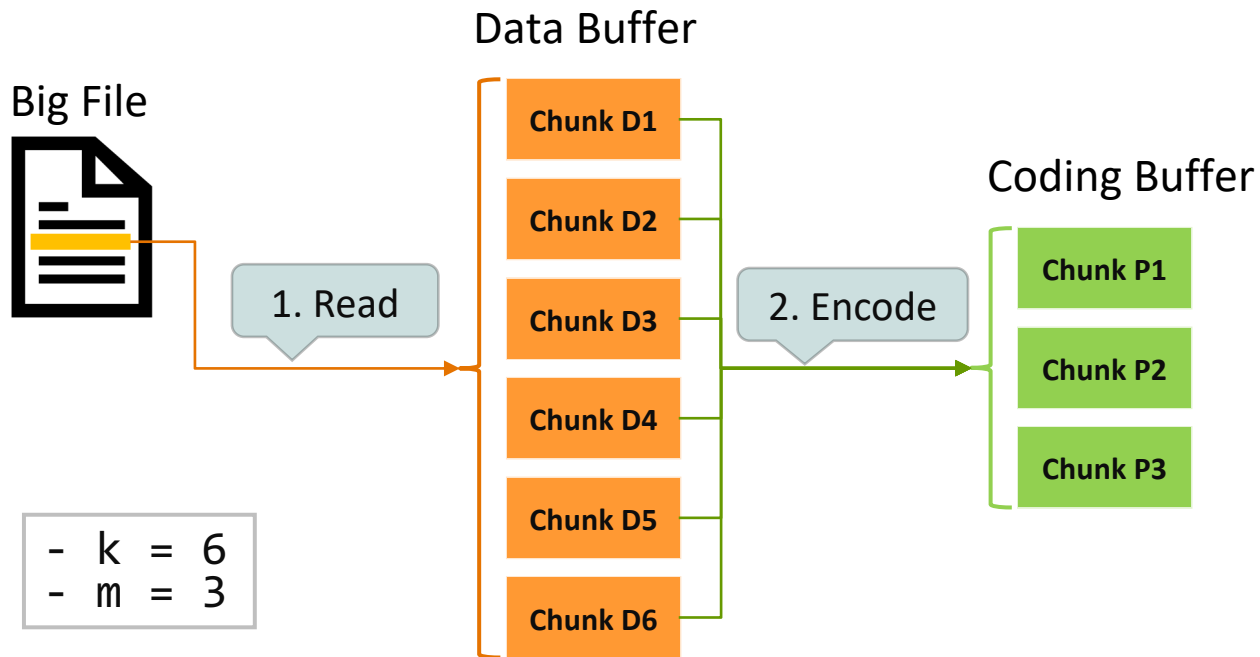 Data Buffer
Big File
Chunk D1
Chunk D2
Coding Buffer
Chunk P1
1. Read
Chunk D3
2. Encode
Chunk P2
Chunk D4
Chunk P3
Chunk D5
- k = 6
- m = 3
Chunk D6